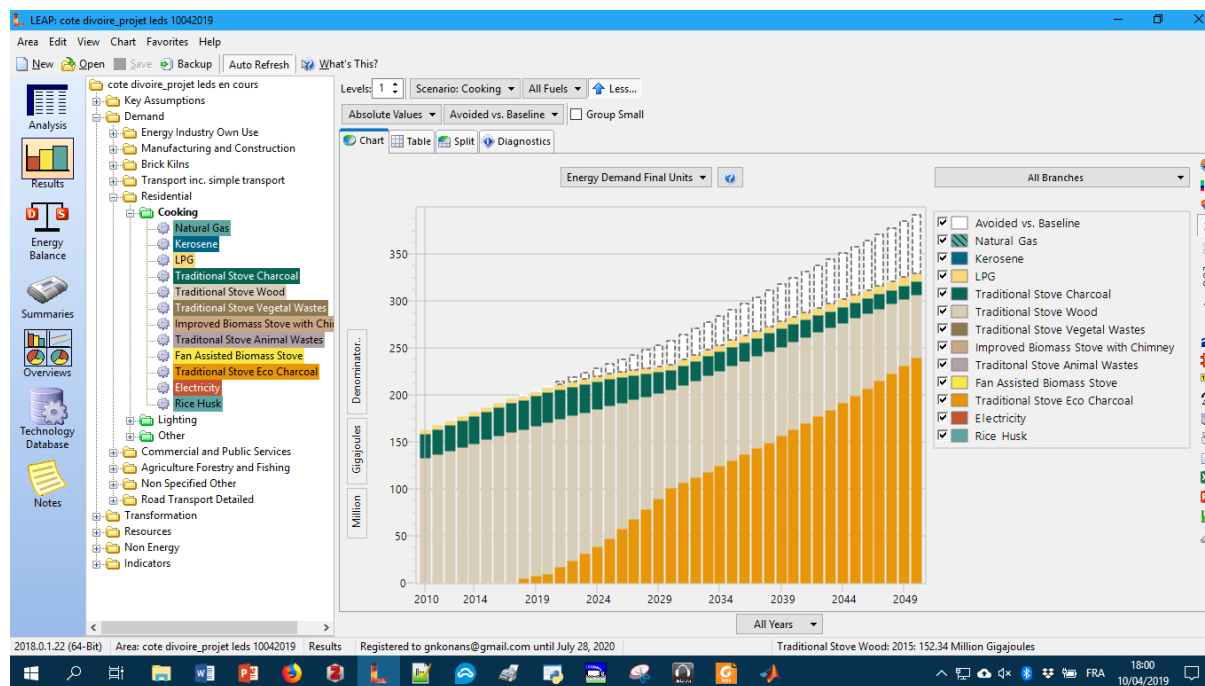 LEAP: cote divoire_projet leds 10042019
Area Edit View Chart Favorites Help
New Open Save Backup Auto Refresh What's This?
Analysis
Results
Energy Balance
Summaries
Overviews
Technology Database
Notes
cote divoire_projet leds en cours
Key Assumptions
Demand
Energy Industry Own Use
Manufacturing and Construction
Brick Kilns
Transport inc. simple transport
Residential
Cooking
Natural Gas
Kerosene
LPG
Traditional Stove Charcoal
Traditional Stove Wood
Traditional Stove Vegetal Wastes
Improved Biomass Stove with Chi
Traditonal Stove Animal Wastes
Fan Assisted Biomass Stove
Traditional Stove Eco Charcoal
Electricity
Rice Husk
Lighting
Other
Commercial and Public Services
Agriculture Forestry and Fishing
Non Specified Other
Road Transport Detailed
Transformation
Resources
Non Energy
Indicators
Levels: 1 Scenario: Cooking All Fuels Less...
Absolute Values Avoided vs. Baseline Group Small
Chart Table Split Diagnostics
Energy Demand Final Units
All Branches
Denominator..
Gigajoules
Million
350
300
250
200
150
100
50
0
2010 2014 2019 2024 2029 2034 2039 2044 2049
All Years
Avoided vs. Baseline
Natural Gas
Kerosene
LPG
Traditional Stove Charcoal
Traditional Stove Wood
Traditional Stove Vegetal Wastes
Improved Biomass Stove with Chimney
Traditonal Stove Animal Wastes
Fan Assisted Biomass Stove
Traditional Stove Eco Charcoal
Electricity
Rice Husk
2018.0.1.22 (64-Bit) Area: cote divoire_projet leds 10042019 Results Registered to gnkonans@gmail.com until July 28, 2020 Traditional Stove Wood: 2015: 152.34 Million Gigajoules
FRA
18:00
10/04/2019